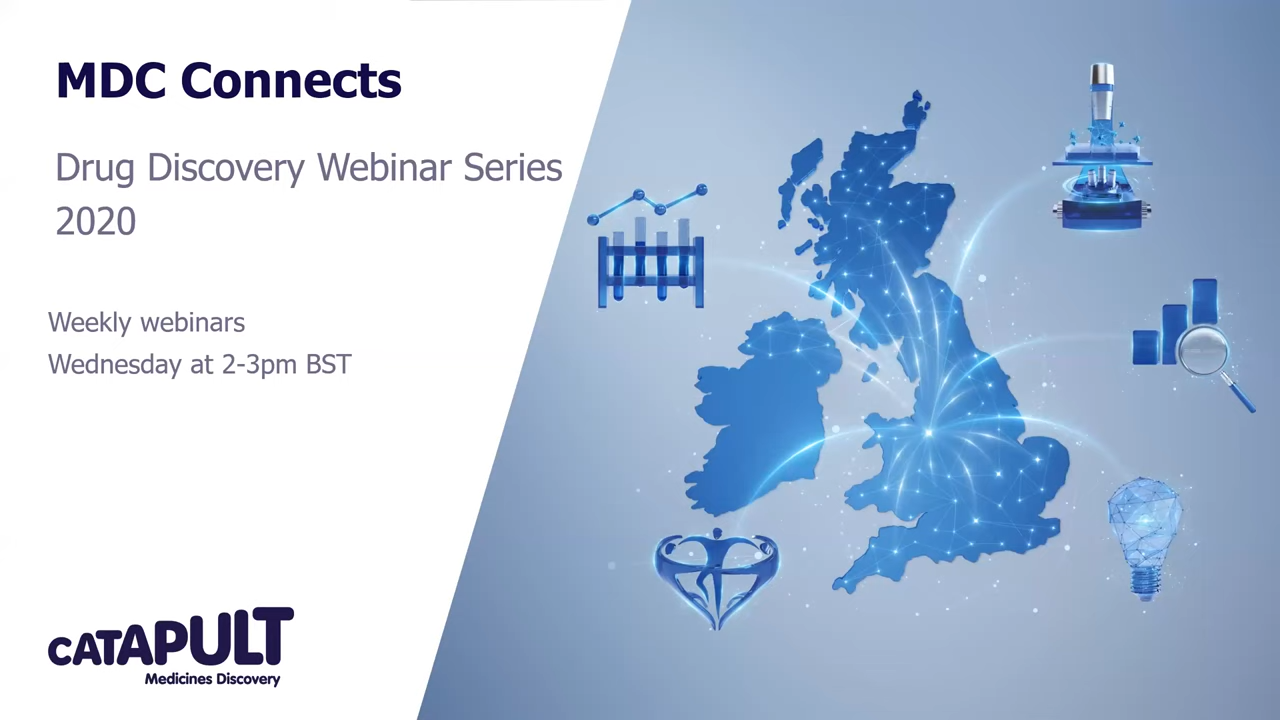 MDC Connects
Drug Discovery Webinar Series
2020
Weekly webinars
Wednesday at 2-3pm BST
CATAPULT
Medicines Discovery